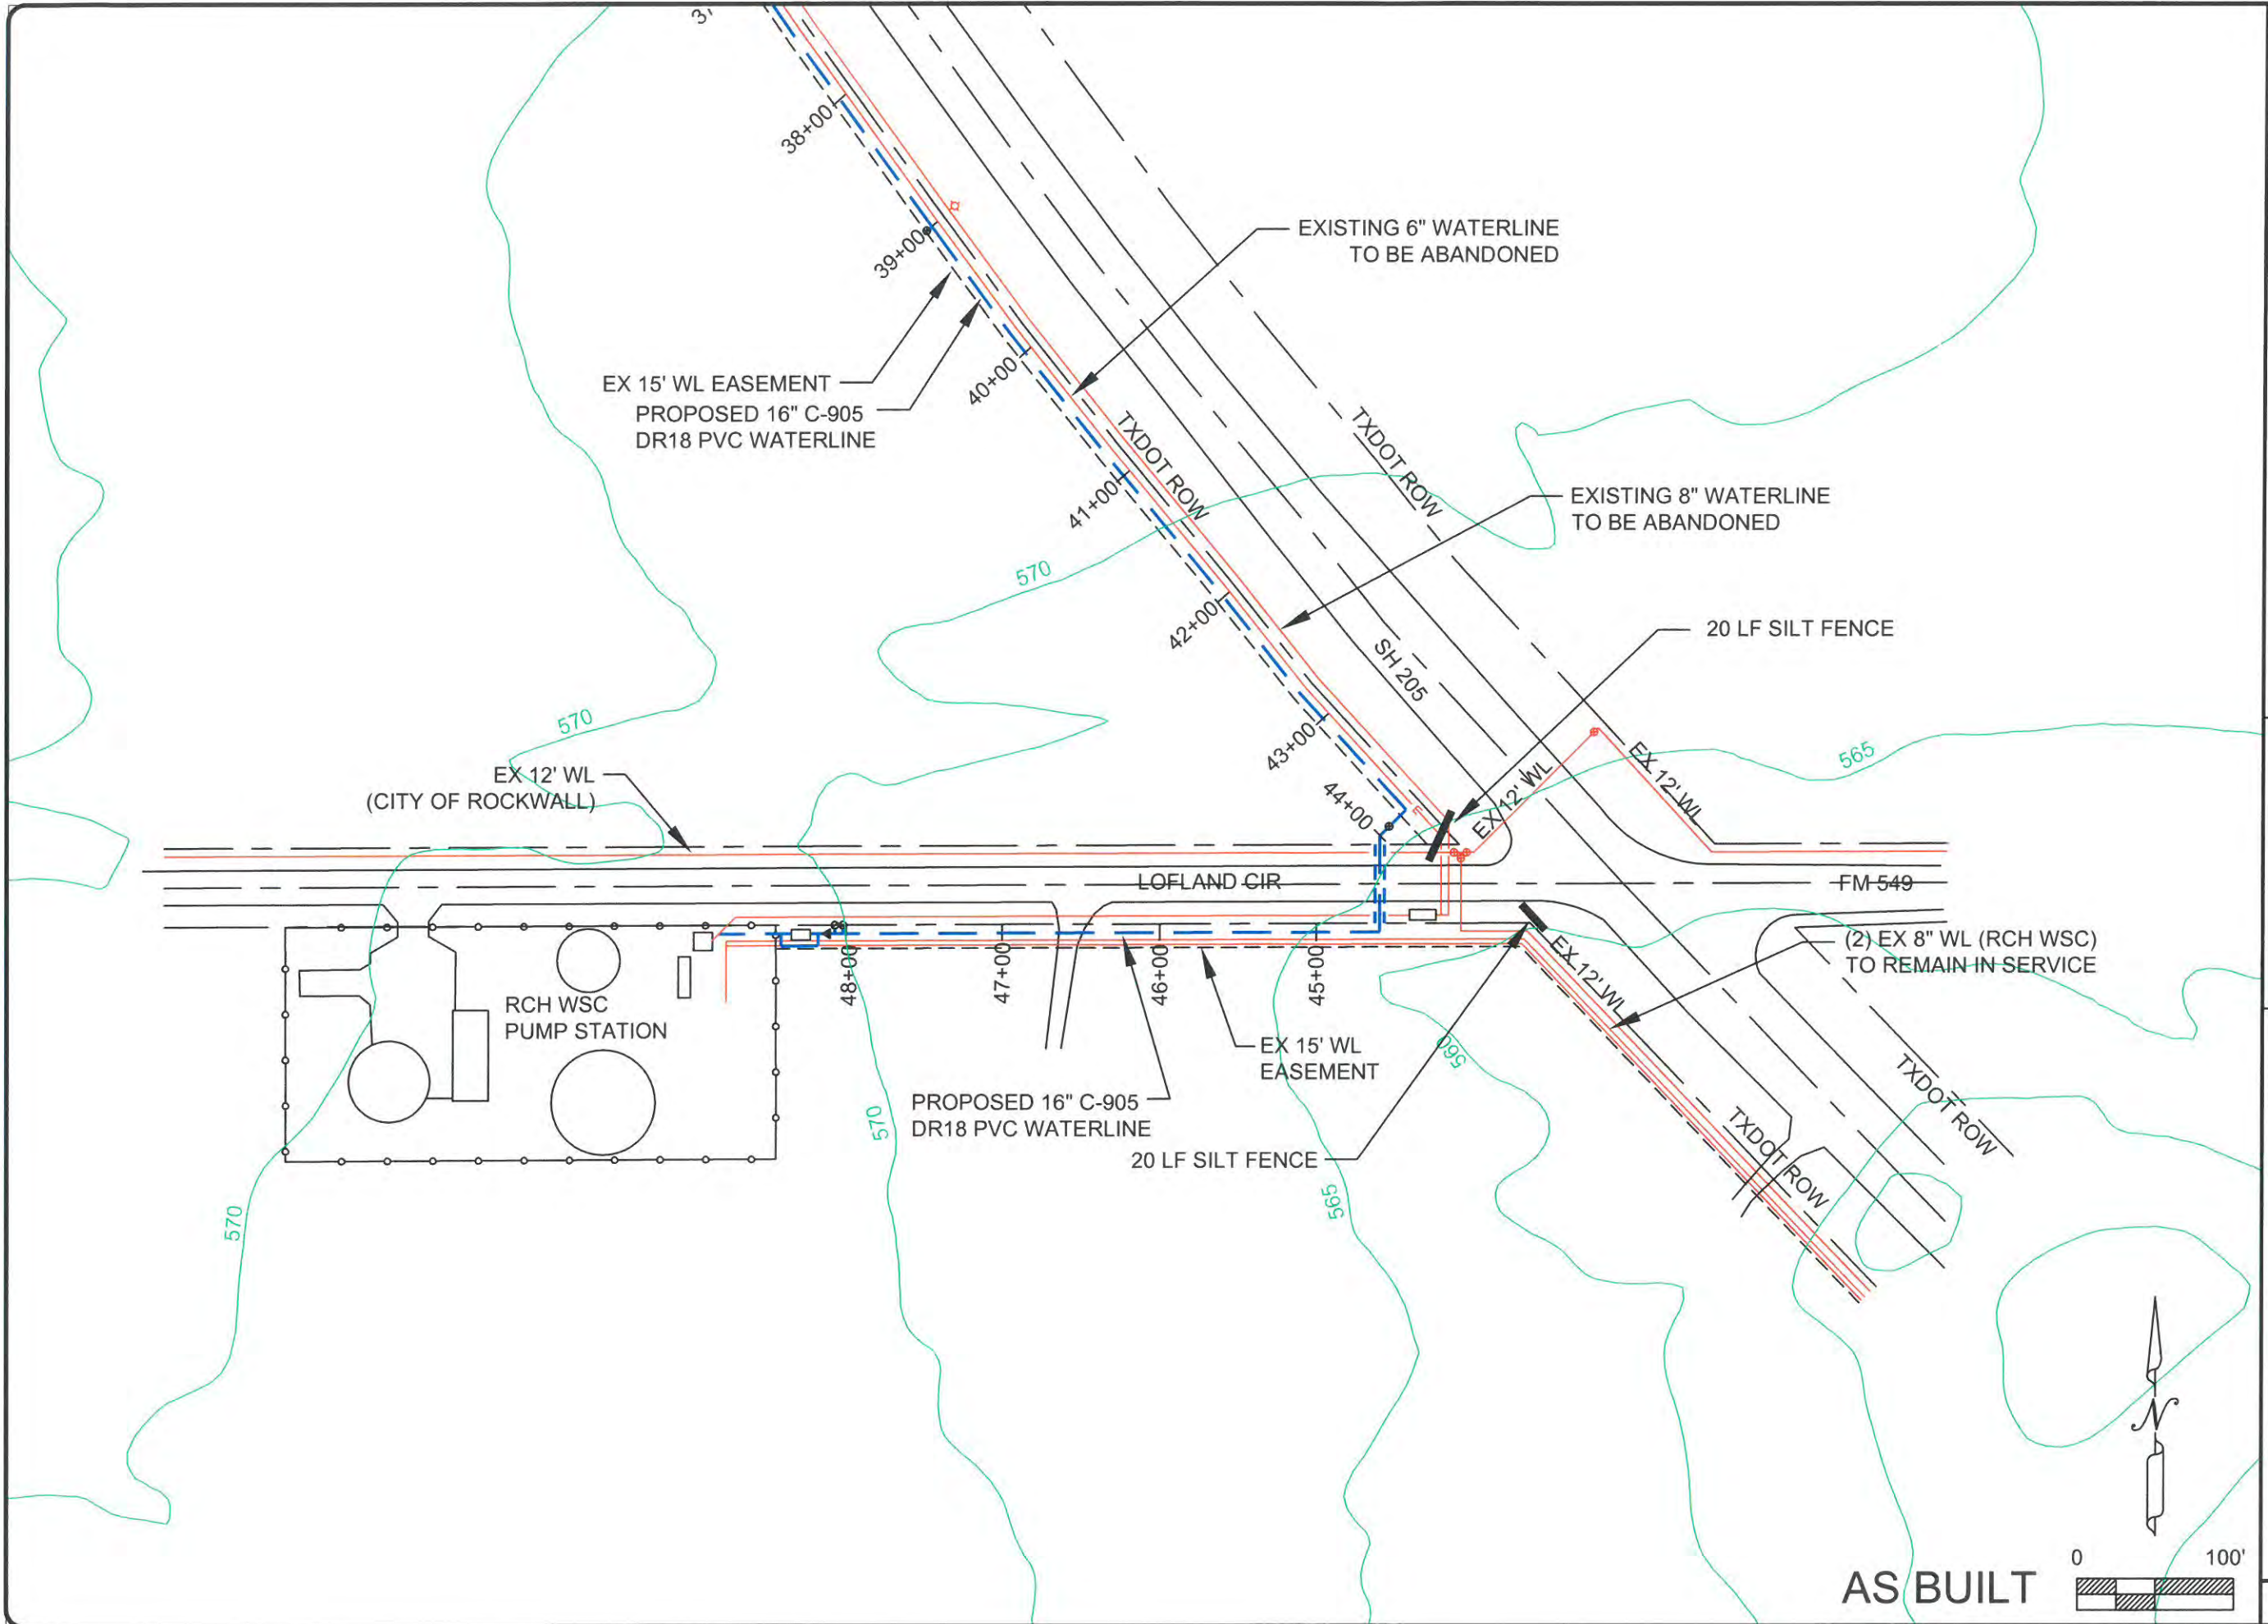 3,
38+00
39+00
40+00
41+00
42+00
43+00
44+00
EXISTING 6" WATERLINE
TO BE ABANDONED
EX 15' WL EASEMENT
PROPOSED 16" C-905
DR18 PVC WATERLINE
TXDOT ROW
TXDOT ROW
EXISTING 8" WATERLINE
TO BE ABANDONED
570
20 LF SILT FENCE
SH 205
570
EX 12' WL
(CITY OF ROCKWALL)
EX 12' WL
EX 12' WL
565
LOFLAND CIR
FM 549
48+00
47+00
46+00
45+00
EX 12' WL
(2) EX 8" WL (RCH WSC)
TO REMAIN IN SERVICE
RCH WSC
PUMP STATION
EX 15' WL
EASEMENT
560
PROPOSED 16" C-905
DR18 PVC WATERLINE
20 LF SILT FENCE
570
565
570
TXDOT ROW
TXDOT ROW
N
AS BUILT
0 100'